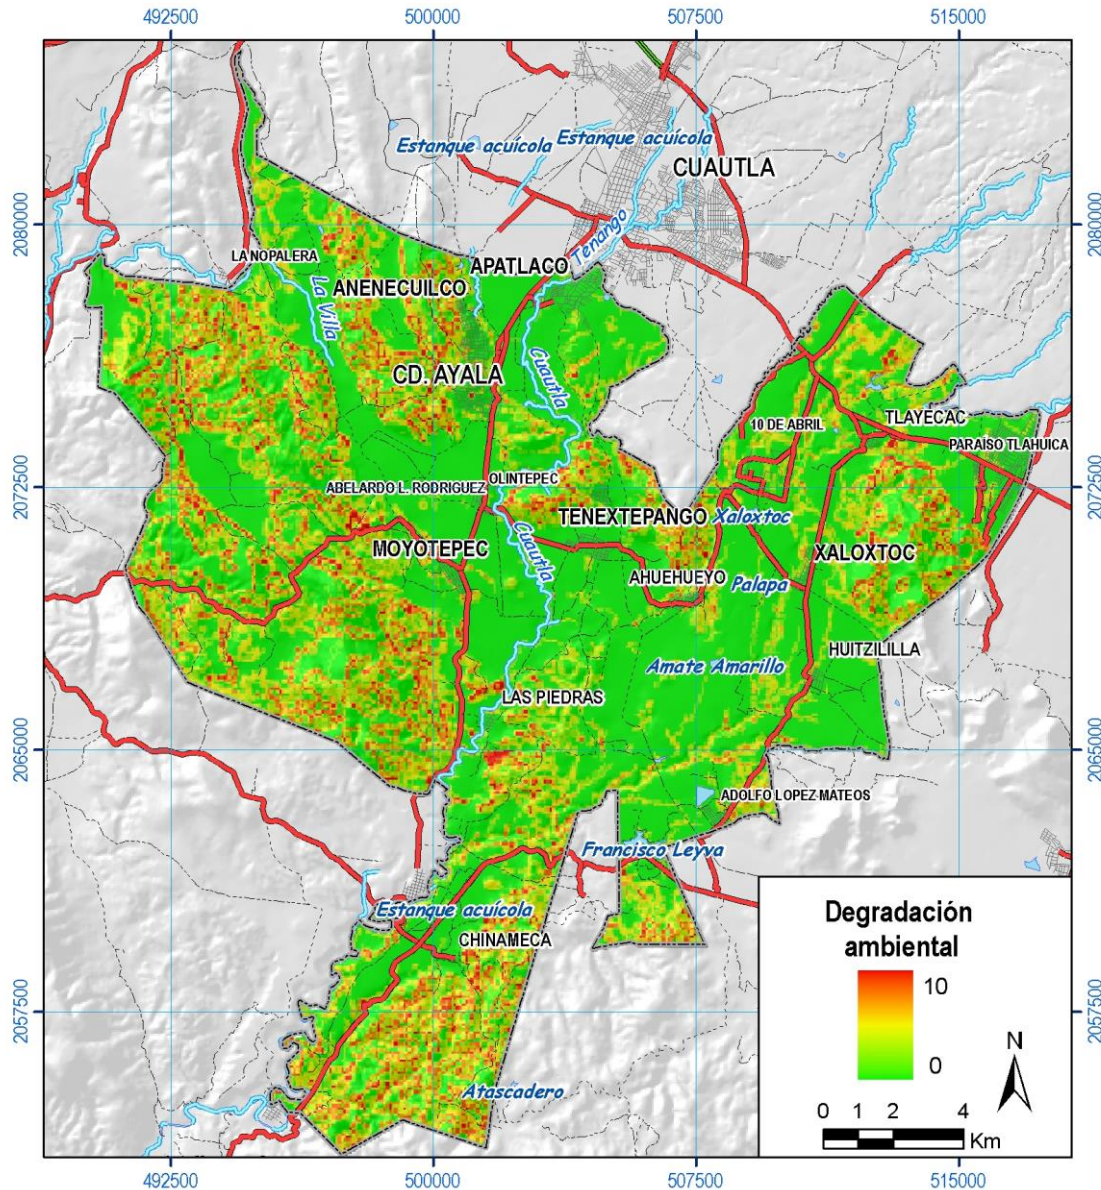 492500
500000
507500
515000
Estanque acuícola
Estanque acuícola
CUAUTLA
2080000
2080000
Tenango
LA NOPALERA
APATLACO
La Villa
ANENECUILCO
CD. AYALA
Cuautla
TLAYECAC
10 DE ABRIL
PARAÍSO TLAHUICA
2072500
2072500
OLINTEPEC
ABELARDO L. RODRIGUEZ
TENEXTEPANGO
Xaloxtoc
Cuautla
MOYOTEPEC
XALOXTOC
AHUEHUEYO
Palapa
HUITZILILLA
Amate Amarillo
LAS PIEDRAS
2065000
2065000
ADOLFO LOPEZ MATEOS
Francisco Leyva
Estanque acuícola
CHINAMECA
Degradación
ambiental
10
0
2057500
2057500
N
Atascadero
0 1 2 4
Km
492500
500000
507500
515000